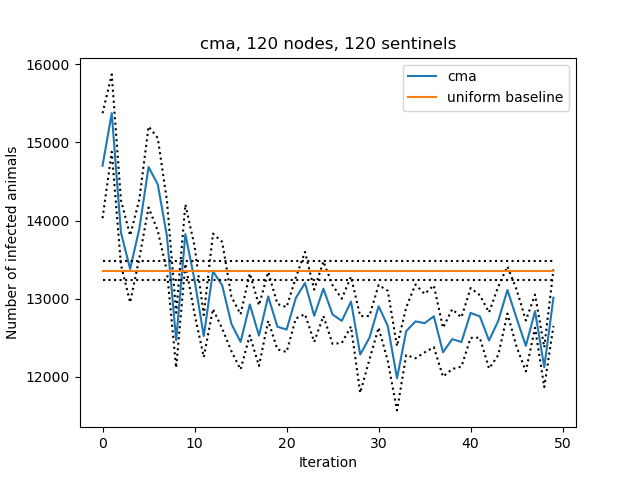 cma, 120 nodes, 120 sentinels
cma
uniform baseline
Number of infected animals
16000
15000
14000
13000
12000
0 10 20 30 40 50
Iteration